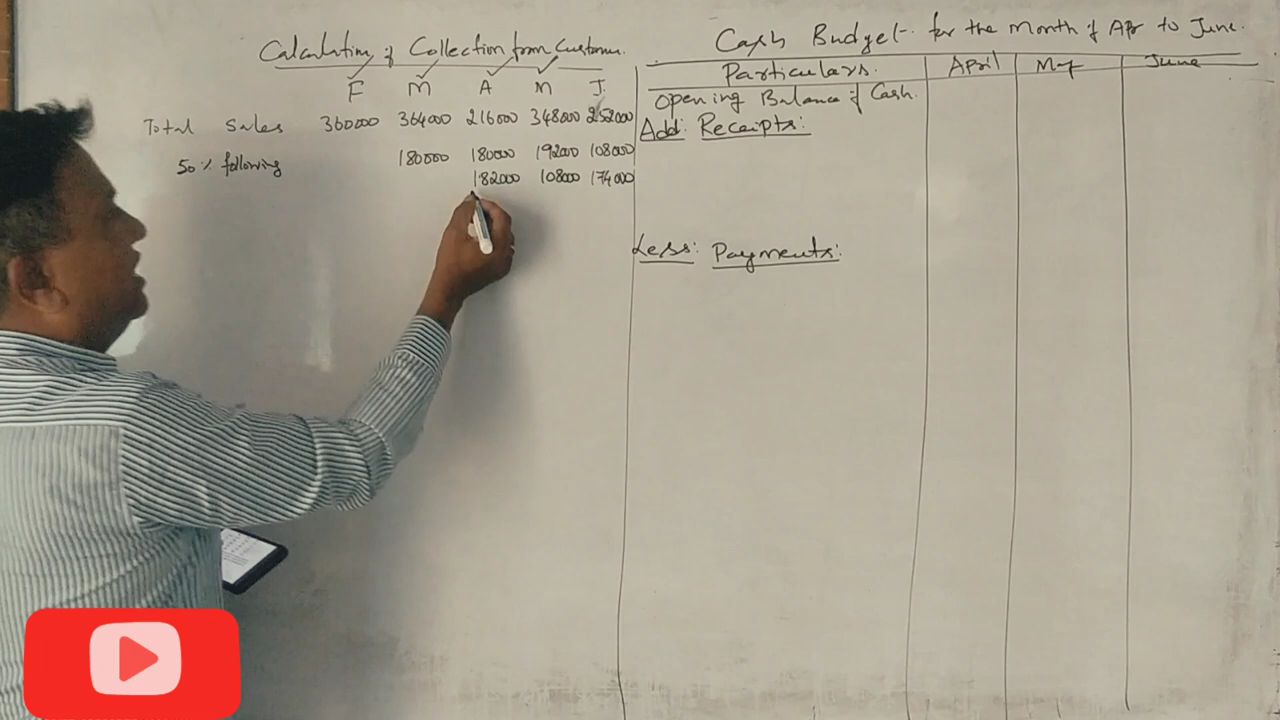 Calculation of Collection from Customer.
F M A M J.
Total Sales 360000 364000 216000 348000 252000
50% following 180000 180000 192000 108000
182000 108000 174000
Cash Budget for the Month of Apr to June.
Particulars. April May June
Opening Balance of Cash.
Add: Receipts:
Less: Payments: